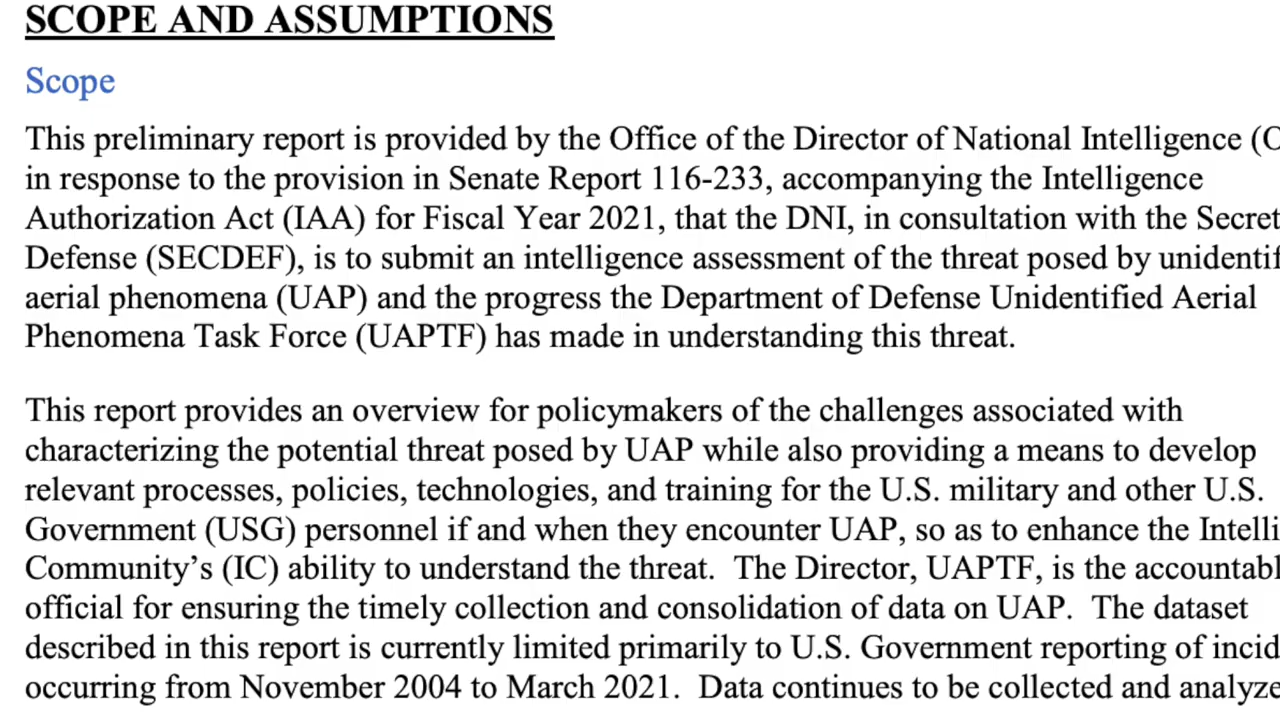 SCOPE AND ASSUMPTIONS
Scope
This preliminary report is provided by the Office of the Director of National Intelligence (O
in response to the provision in Senate Report 116-233, accompanying the Intelligence
Authorization Act (IAA) for Fiscal Year 2021, that the DNI, in consultation with the Secret
Defense (SECDEF), is to submit an intelligence assessment of the threat posed by unidentif
aerial phenomena (UAP) and the progress the Department of Defense Unidentified Aerial
Phenomena Task Force (UAPTF) has made in understanding this threat.
This report provides an overview for policymakers of the challenges associated with
characterizing the potential threat posed by UAP while also providing a means to develop
relevant processes, policies, technologies, and training for the U.S. military and other U.S.
Government (USG) personnel if and when they encounter UAP, so as to enhance the Intelli
Community’s (IC) ability to understand the threat.  The Director, UAPTF, is the accountabl
official for ensuring the timely collection and consolidation of data on UAP.  The dataset
described in this report is currently limited primarily to U.S. Government reporting of incid
occurring from November 2004 to March 2021.  Data continues to be collected and analyze